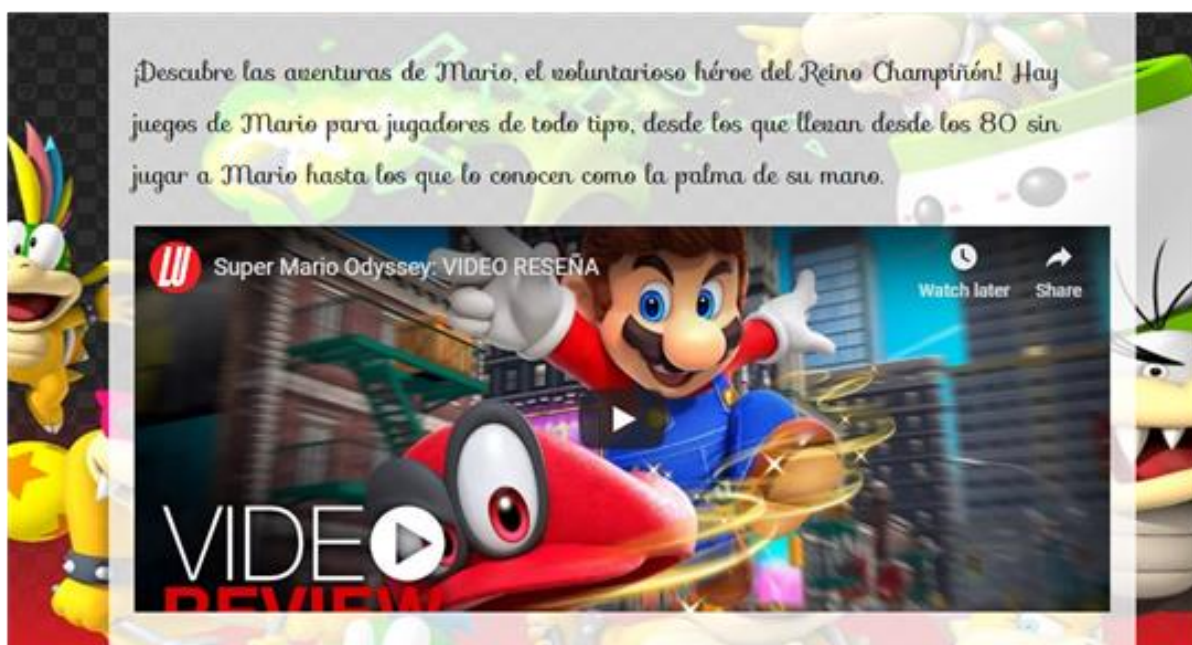 ¡Descubre las aventuras de Mario, el voluntarioso héroe del Reino Champiñón! Hay
juegos de Mario para jugadores de todo tipo, desde los que llevan desde los 80 sin
jugar a Mario hasta los que lo conocen como la palma de su mano.
LU
Super Mario Odyssey: VIDEO RESEÑA
Watch later
Share
VIDEO
REVIEW